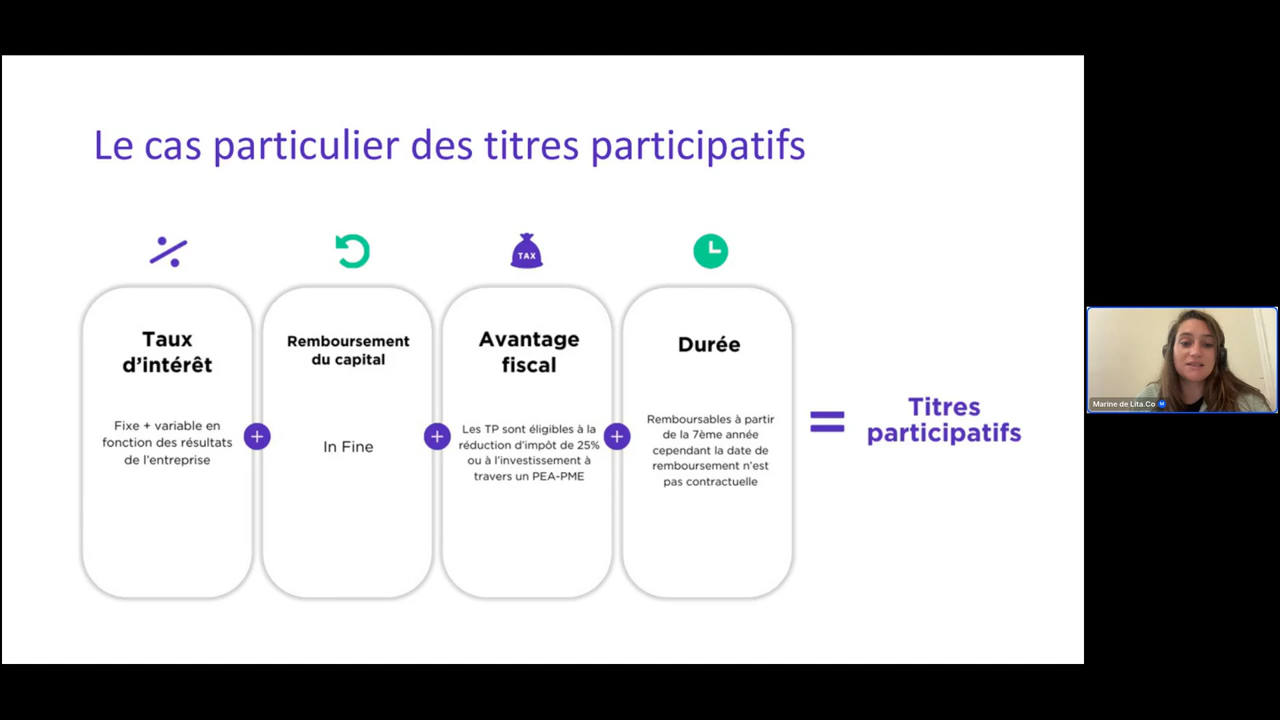 Le cas particulier des titres participatifs
TAX
Taux
d'intérêt
Fixe + variable en
fonction des résultats
de l'entreprise
+
Remboursement
du capital
In Fine
+
Avantage
fiscal
Les TP sont éligibles à la
réduction d'impôt de 25%
ou à l'investissement à
travers un PEA-PME
+
Durée
Remboursables à partir
de la 7ème année
cependant la date de
remboursement n'est
pas contractuelle
=
Titres
participatifs
Marine de Lita.Co